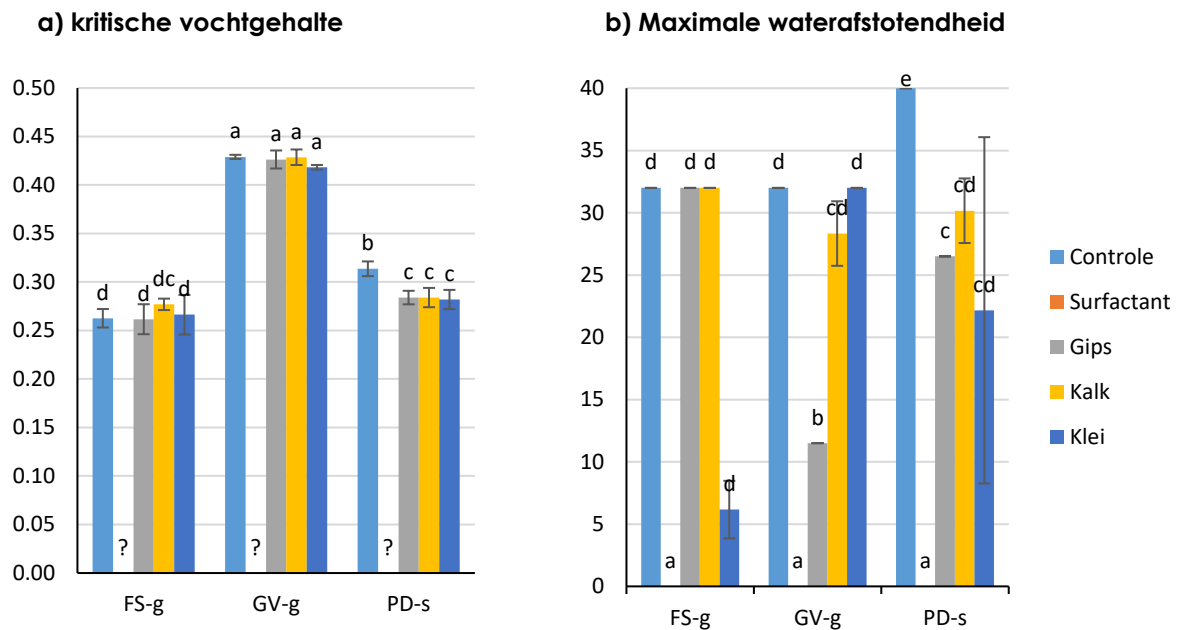 a) kritische vochtgehalte
0.50
0.45
0.40
0.35
0.30
0.25
0.20
0.15
0.10
0.05
0.00
d ? d dc d
a ? a a a
b ? c c c
FS-g GV-g PD-s
b) Maximale waterafstotendheid
40
35
30
25
20
15
10
5
0
d a d d d
d a b cd d
e a c cd cd
FS-g GV-g PD-s
Controle
Surfactant
Gips
Kalk
Klei